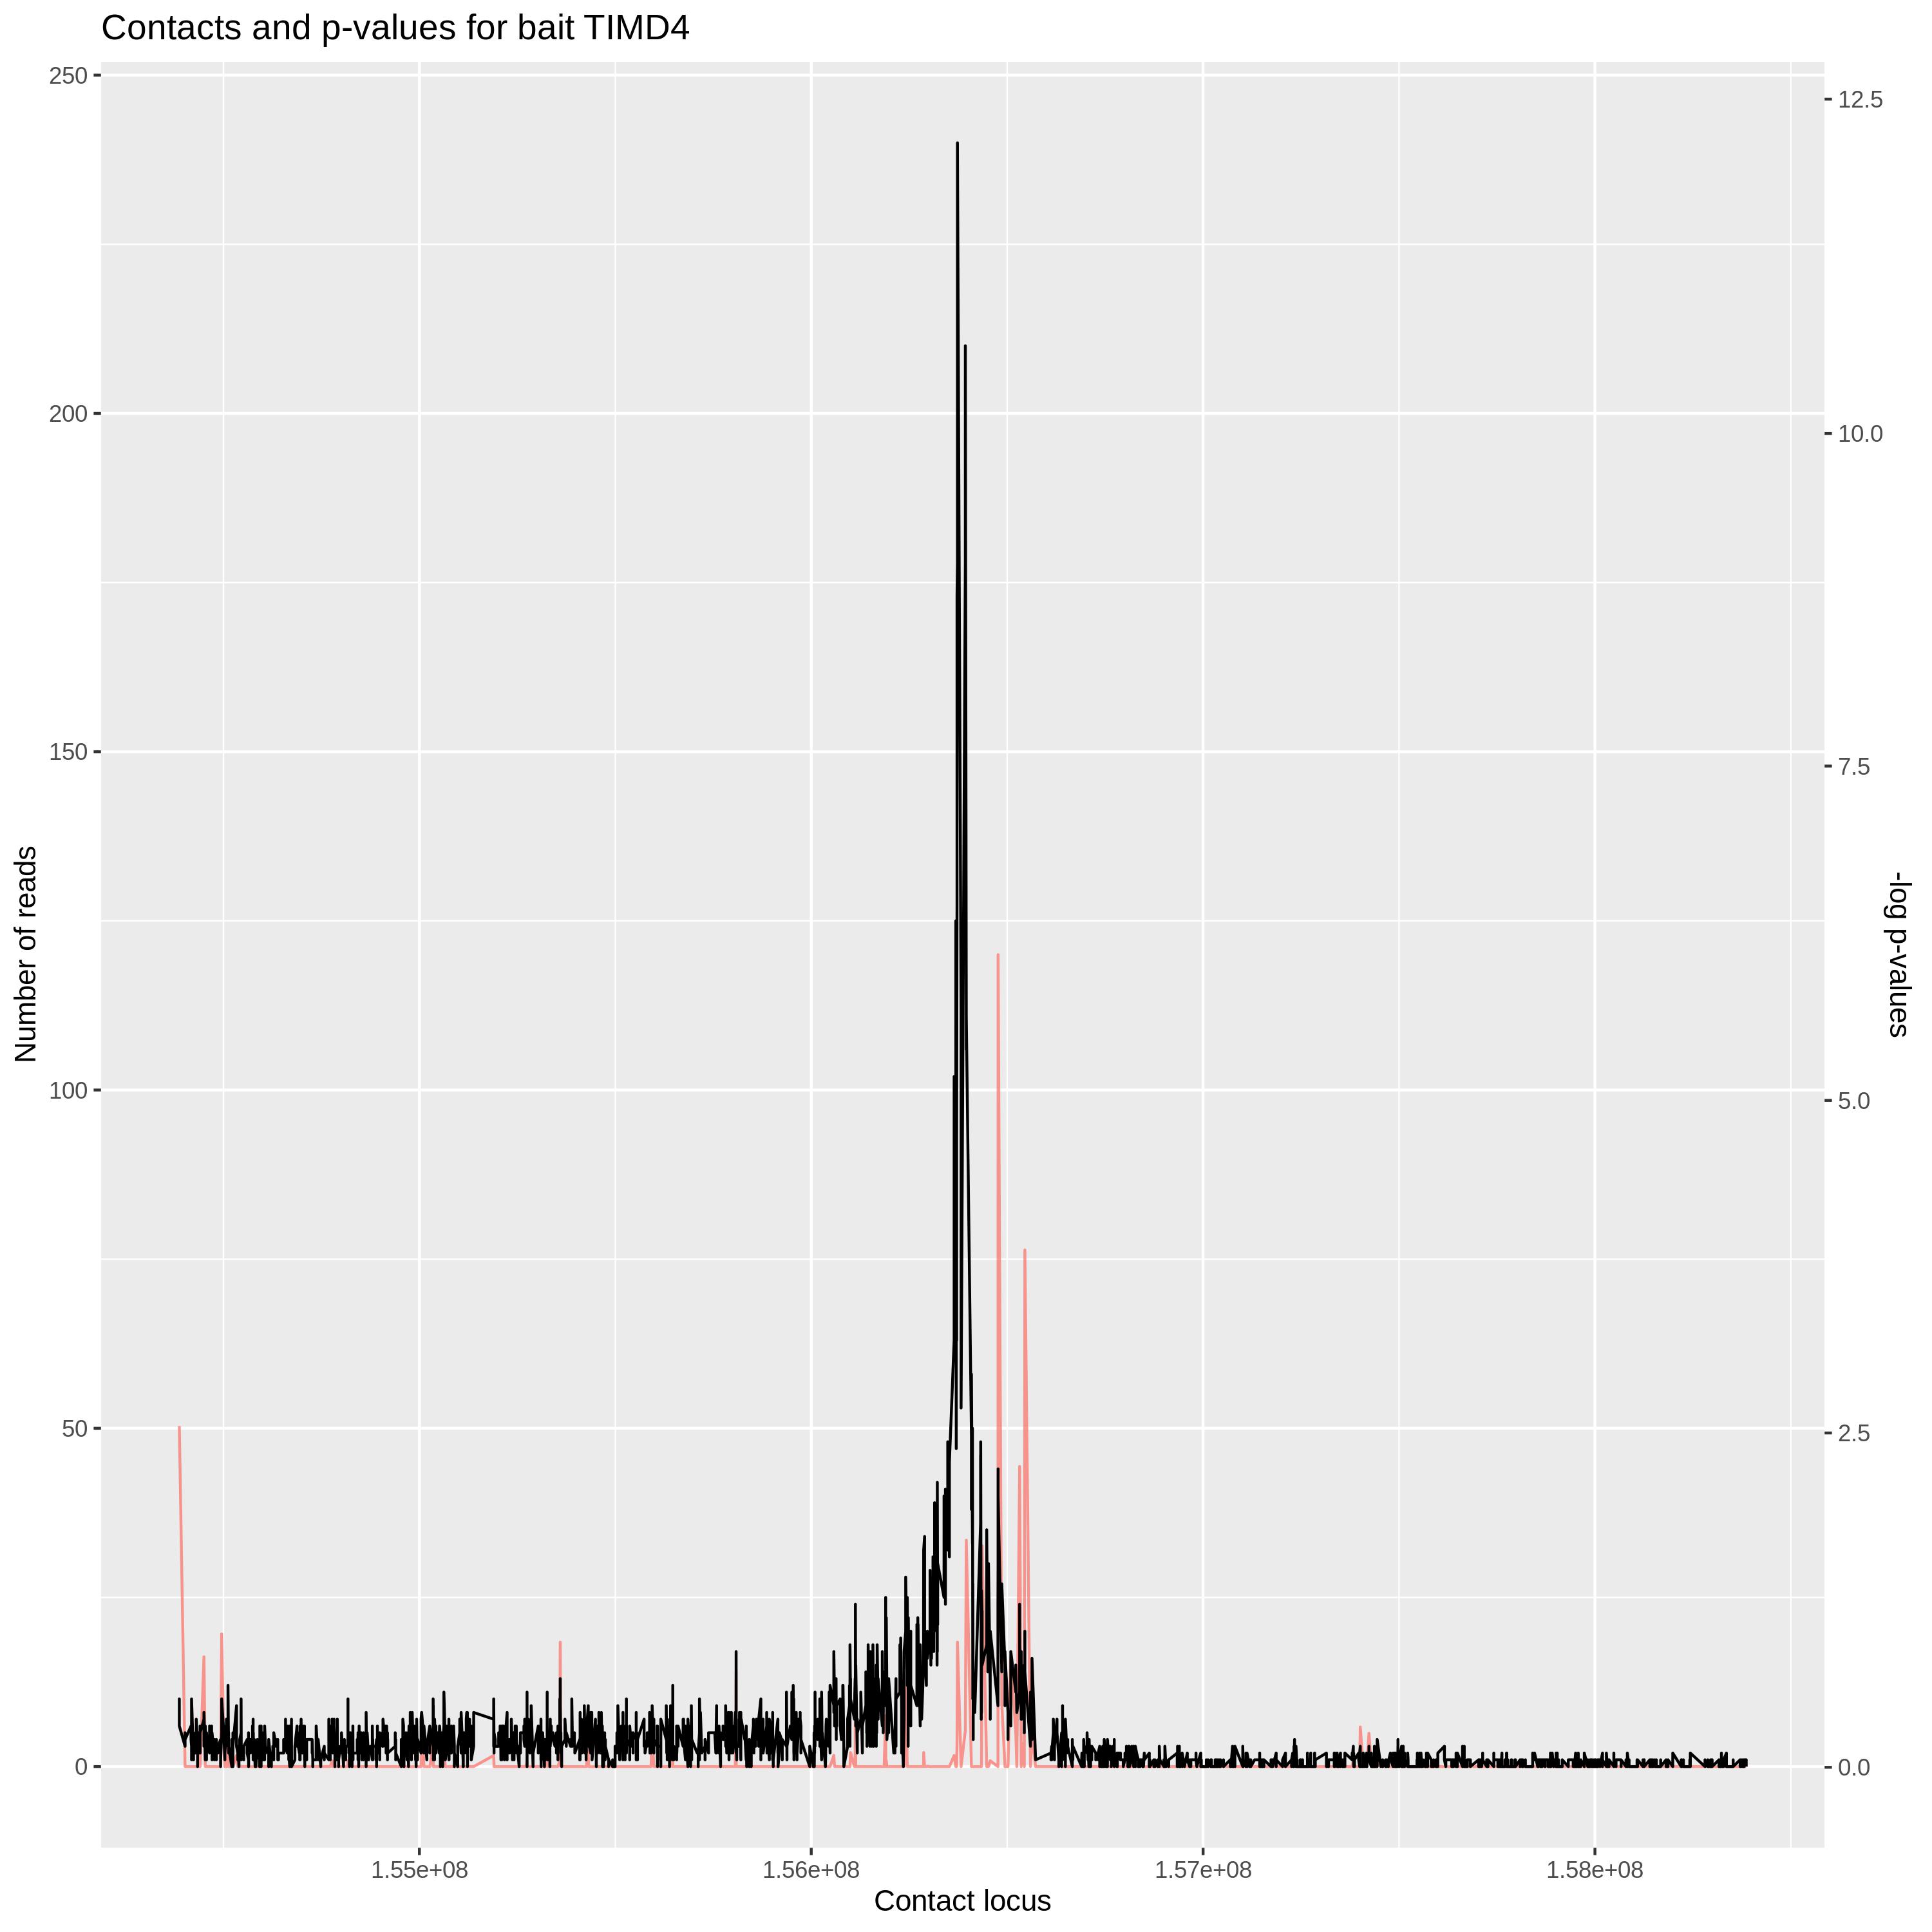 Contacts and p-values for bait TIMD4
250
200
150
100
50
0
Number of reads
12.5
10.0
7.5
5.0
2.5
0.0
-log p-values
1.55e+08
1.56e+08
1.57e+08
1.58e+08
Contact locus